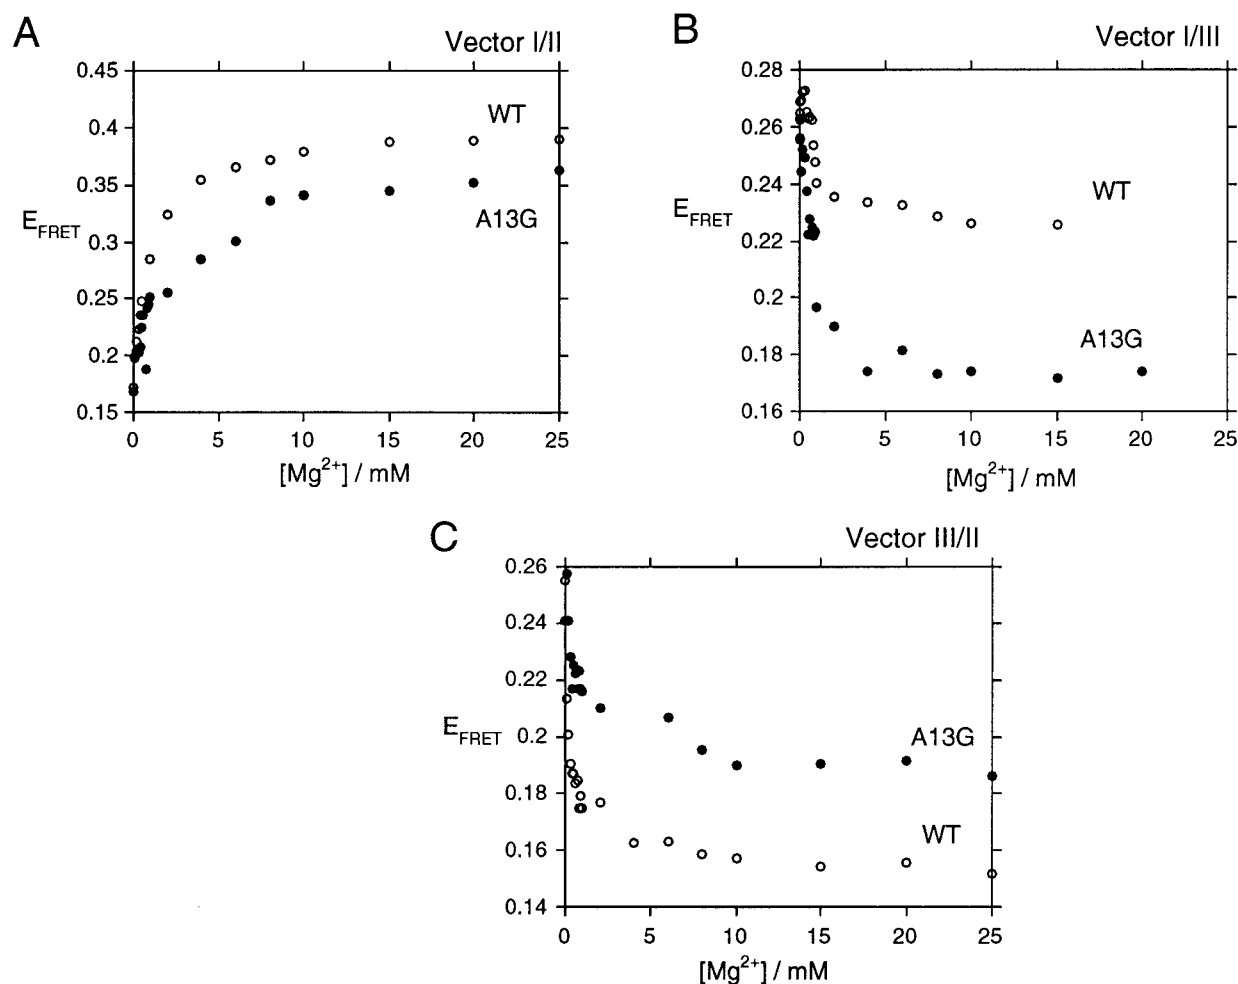 A
Vector I/II
0.45
0.4
0.35
0.3
0.25
0.2
0.15
E_FRET
WT
A13G
0 5 10 15 20 25
[Mg²⁺] / mM
B
Vector I/III
0.28
0.26
0.24
0.22
0.2
0.18
0.16
E_FRET
WT
A13G
0 5 10 15 20 25
[Mg²⁺] / mM
C
Vector III/II
0.26
0.24
0.22
0.2
0.18
0.16
0.14
E_FRET
A13G
WT
0 5 10 15 20 25
[Mg²⁺] / mM